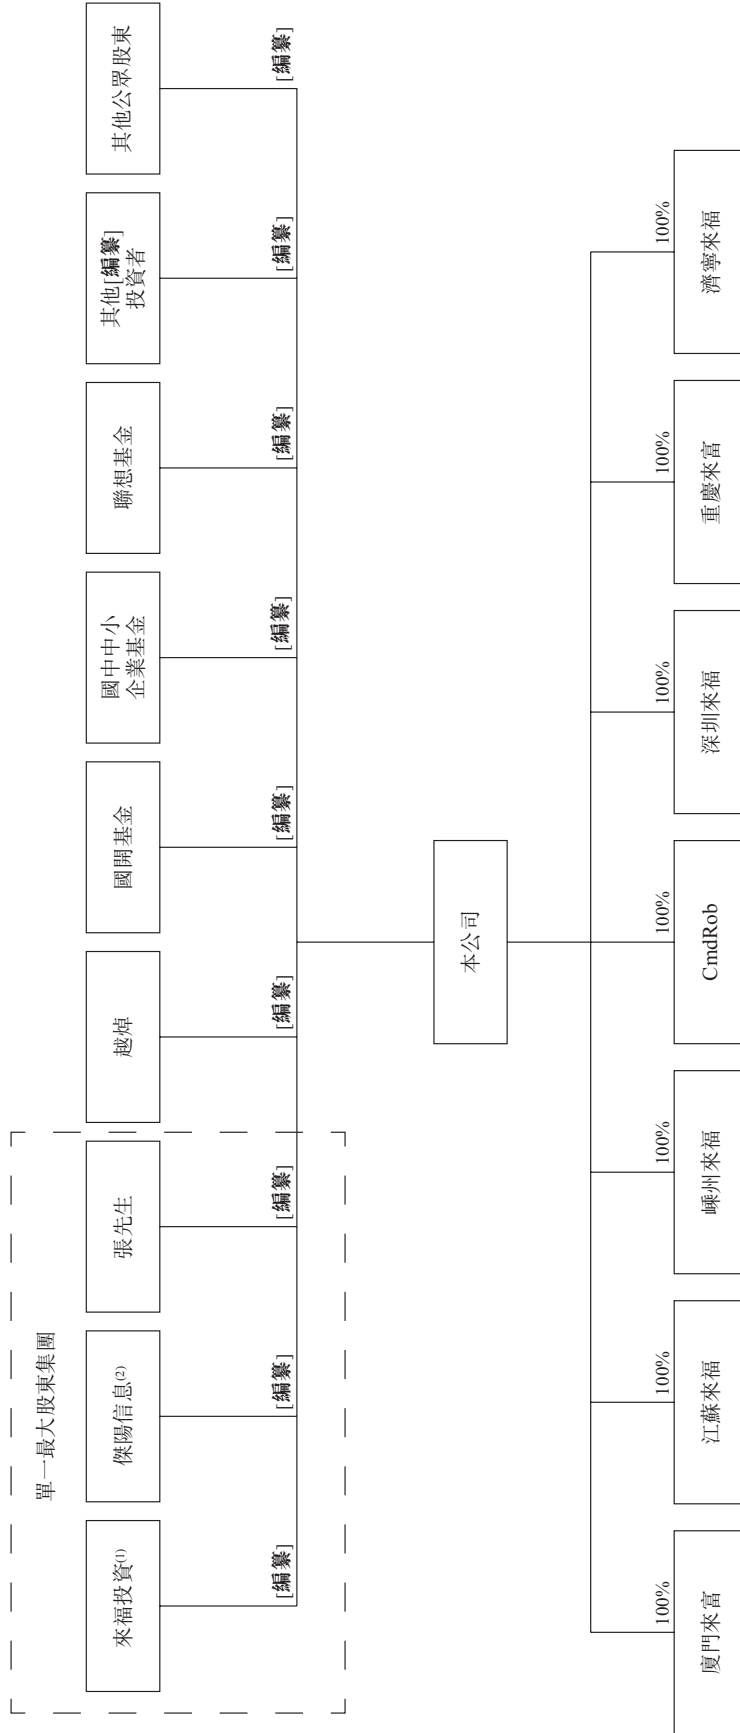 單一最大股東集團
來福投資(1)
傑陽信息(2)
張先生
越焯
國開基金
國中中小
企業基金
聯想基金
其他[編纂]
投資者
其他公眾股東
[編纂]
[編纂]
[編纂]
[編纂]
[編纂]
[編纂]
[編纂]
[編纂]
[編纂]
本公司
100%
100%
100%
100%
100%
100%
100%
廈門來富
江蘇來福
嵊州來福
CmdRob
深圳來福
重慶來富
濟寧來福